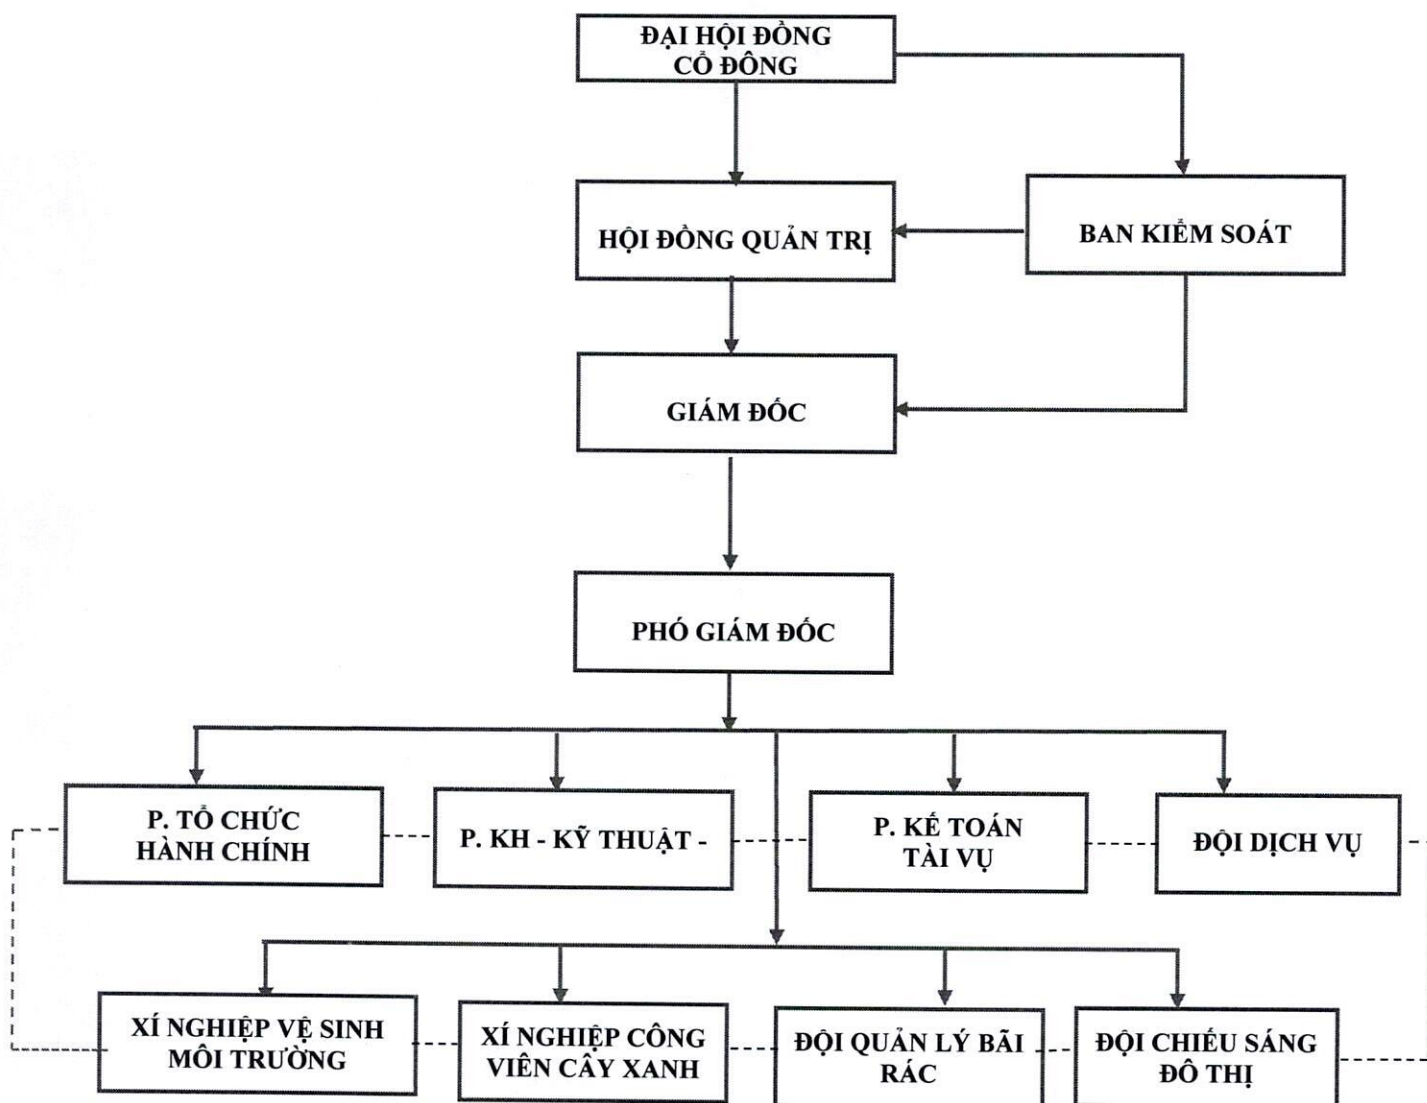 ĐẠI HỘI ĐỒNG
CỔ ĐÔNG
HỘI ĐỒNG QUẢN TRỊ
BAN KIỂM SOÁT
GIÁM ĐỐC
PHÓ GIÁM ĐỐC
P. TỔ CHỨC
HÀNH CHÍNH
P. KH - KỸ THUẬT -
P. KẾ TOÁN
TÀI VỤ
ĐỘI DỊCH VỤ
XÍ NGHIỆP VỆ SINH
MÔI TRƯỜNG
XÍ NGHIỆP CÔNG
VIÊN CÂY XANH
ĐỘI QUẢN LÝ BÃI
RÁC
ĐỘI CHIẾU SÁNG
ĐÔ THỊ